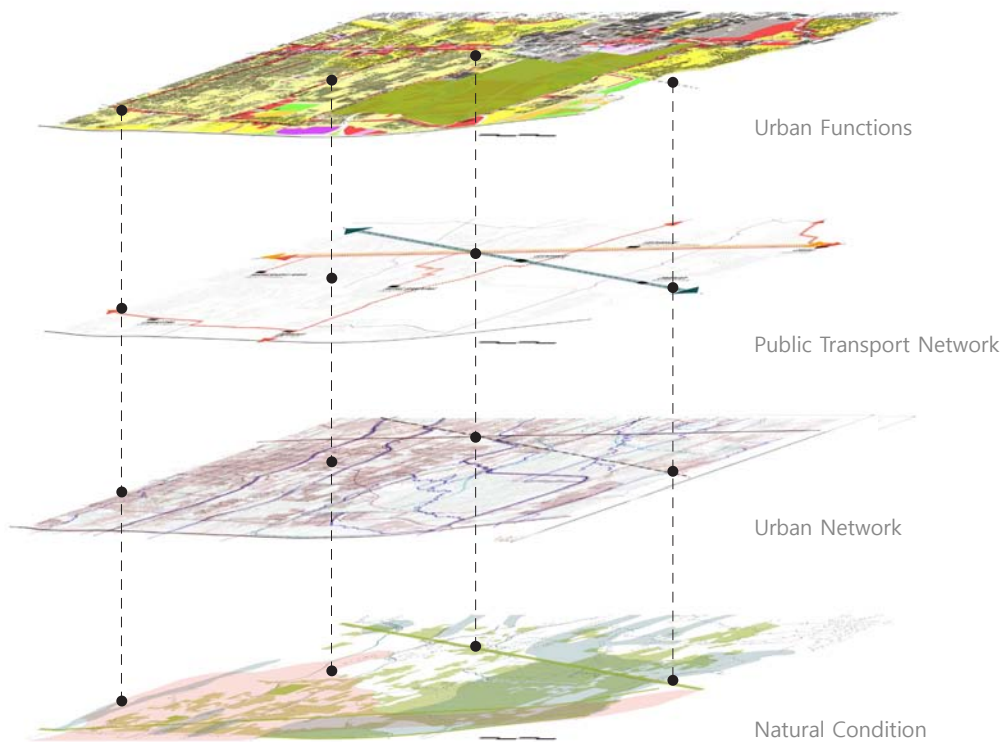 Urban Functions
Public Transport Network
Urban Network
Natural Condition